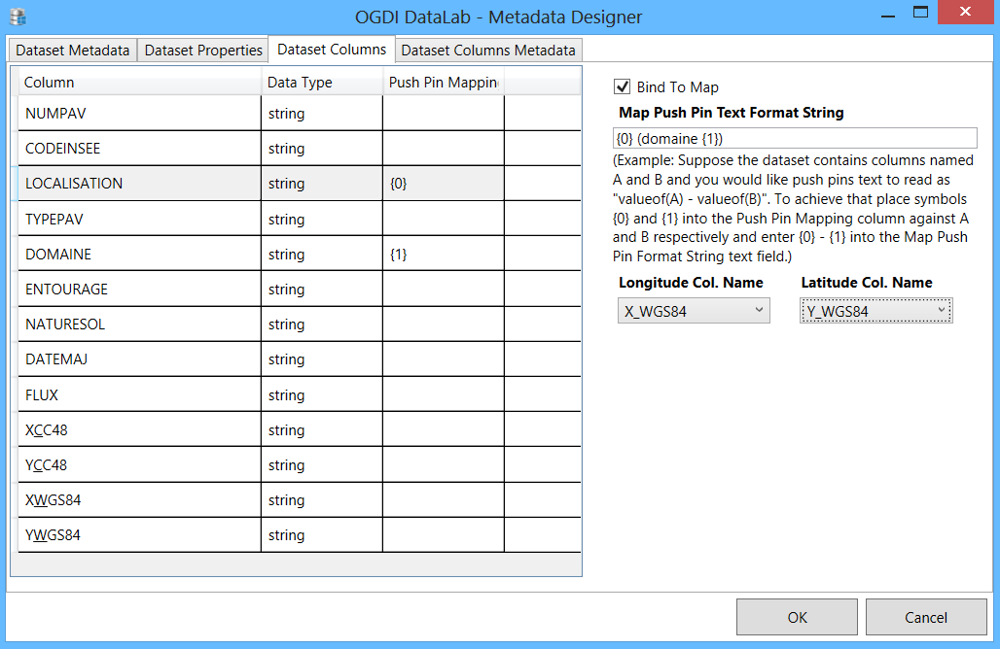 OGDI DataLab - Metadata Designer
Dataset Metadata Dataset Properties Dataset Columns Dataset Columns Metadata
Column Data Type Push Pin Mappin
NUMPAV string
CODEINSEE string
LOCALISATION string {0}
TYPEPAV string
DOMAINE string {1}
ENTOURAGE string
NATURESOL string
DATEMAJ string
FLUX string
XCC48 string
YCC48 string
XWGS84 string
YWGS84 string
Bind To Map
Map Push Pin Text Format String
{0} (domaine {1})
(Example: Suppose the dataset contains columns named
A and B and you would like push pins text to read as
"valueof(A) - valueof(B)". To achieve that place symbols
{0} and {1} into the Push Pin Mapping column against A
and B respectively and enter {0} - {1} into the Map Push
Pin Format String text field.)
Longitude Col. Name Latitude Col. Name
X_WGS84 Y_WGS84
OK Cancel